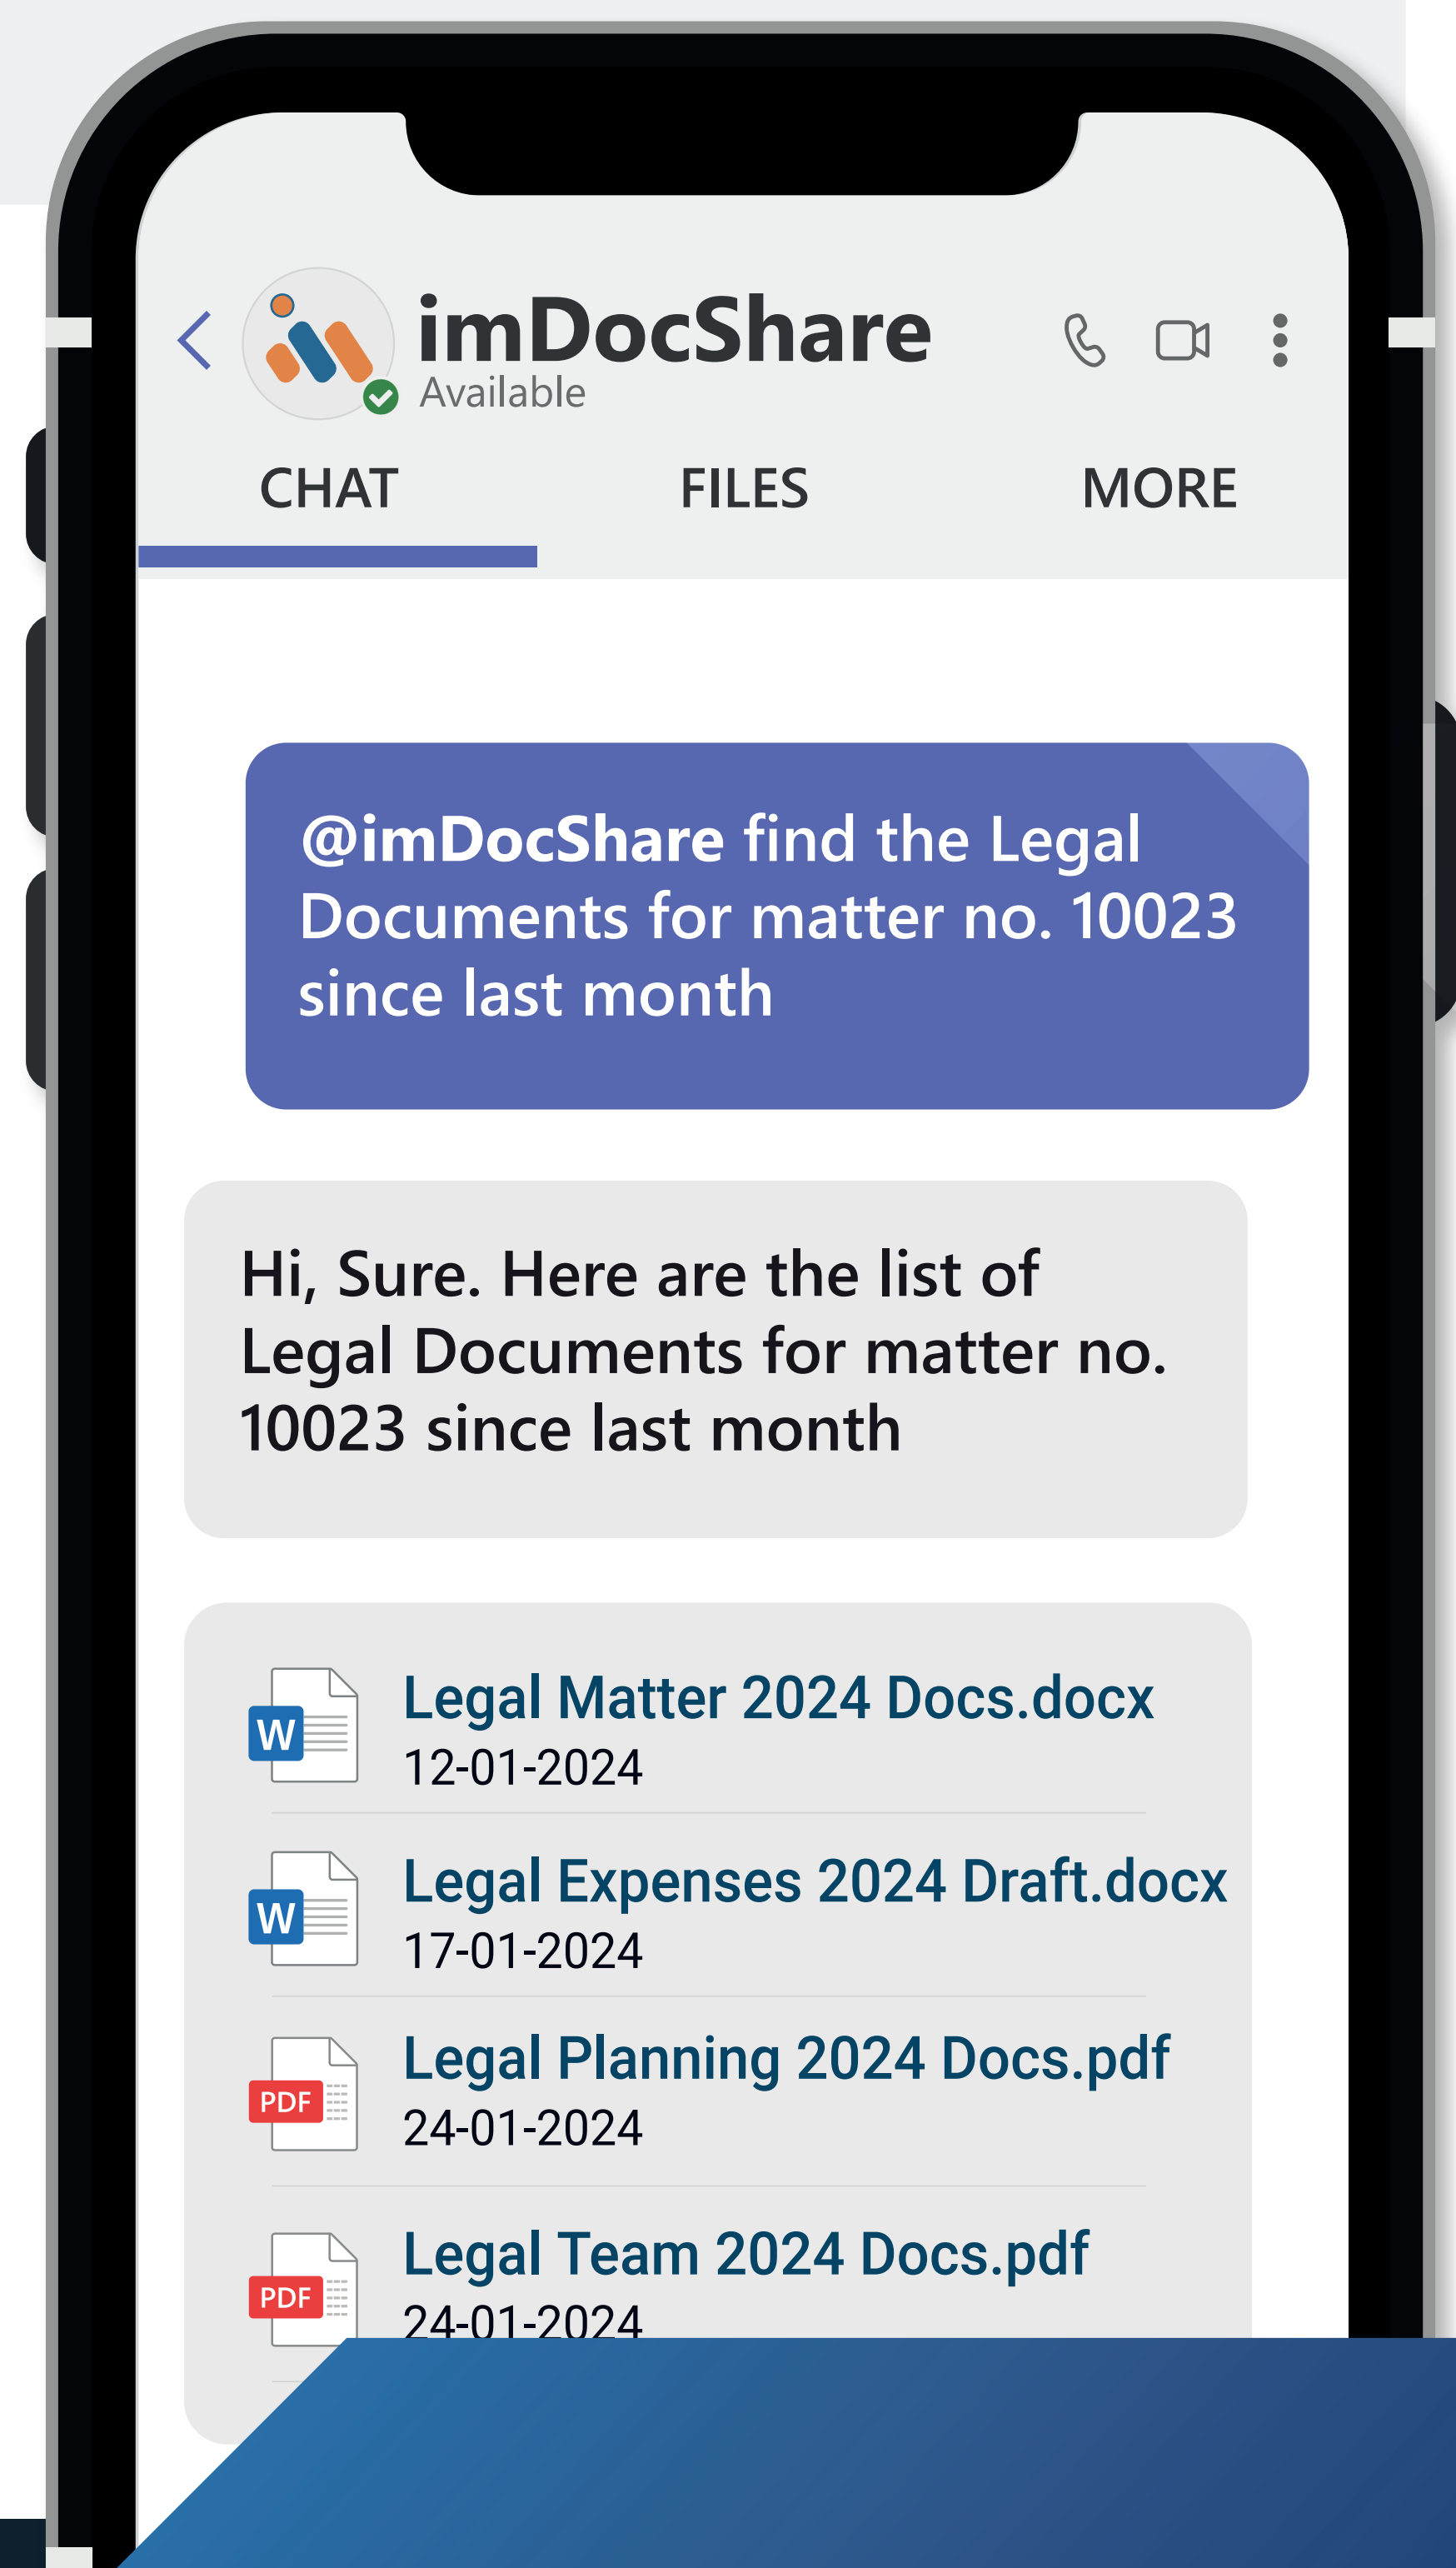 imDocShare
Available
CHAT FILES MORE
@imDocShare find the Legal
Documents for matter no. 10023
since last month
Hi, Sure. Here are the list of
Legal Documents for matter no.
10023 since last month
W
Legal Matter 2024 Docs.docx
12-01-2024
W
Legal Expenses 2024 Draft.docx
17-01-2024
PDF
Legal Planning 2024 Docs.pdf
24-01-2024
PDF
Legal Team 2024 Docs.pdf
24-01-2024